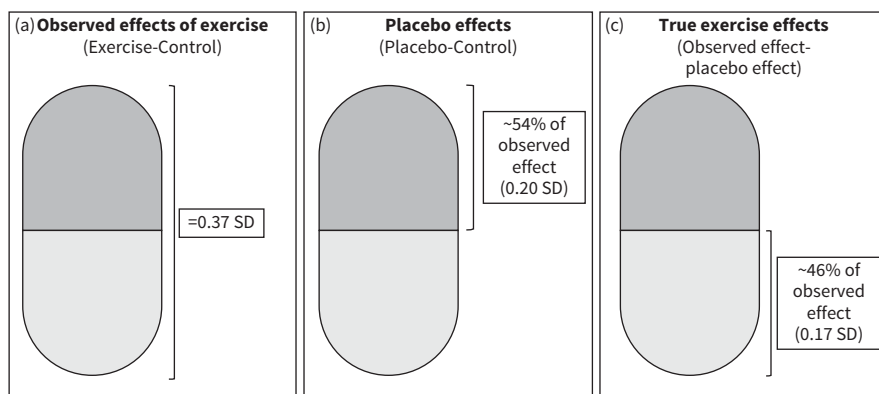 (a) Observed effects of exercise
(Exercise-Control)
=0.37 SD
(b) Placebo effects
(Placebo-Control)
~54% of
observed
effect
(0.20 SD)
(c) True exercise effects
(Observed effect-
placebo effect)
~46% of
observed
effect
(0.17 SD)